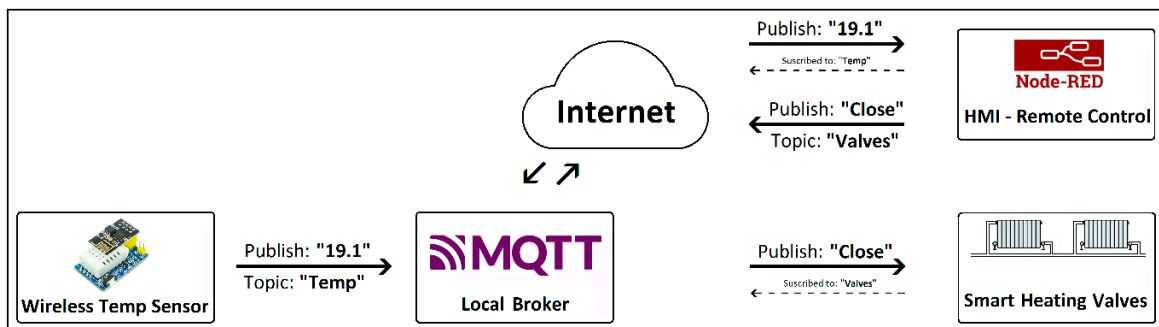 Publish: "19.1"
Suscribed to: "Temp"
Node-RED
HMI - Remote Control
Internet
Publish: "Close"
Topic: "Valves"
Wireless Temp Sensor
Publish: "19.1"
Topic: "Temp"
MQTT
Local Broker
Publish: "Close"
Suscribed to: "Valves"
Smart Heating Valves